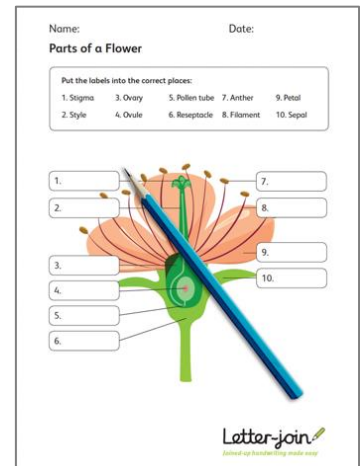 Name: Date:
Parts of a Flower
Put the labels into the correct places:
1. Stigma 3. Ovary 5. Pollen tube 7. Anther 9. Petal
2. Style 4. Ovule 6. Reseptacle 8. Filament 10. Sepal
1. 7.
2. 8.
3. 9.
4. 10.
5.
6.
Letter-join
Joined-up handwriting made easy